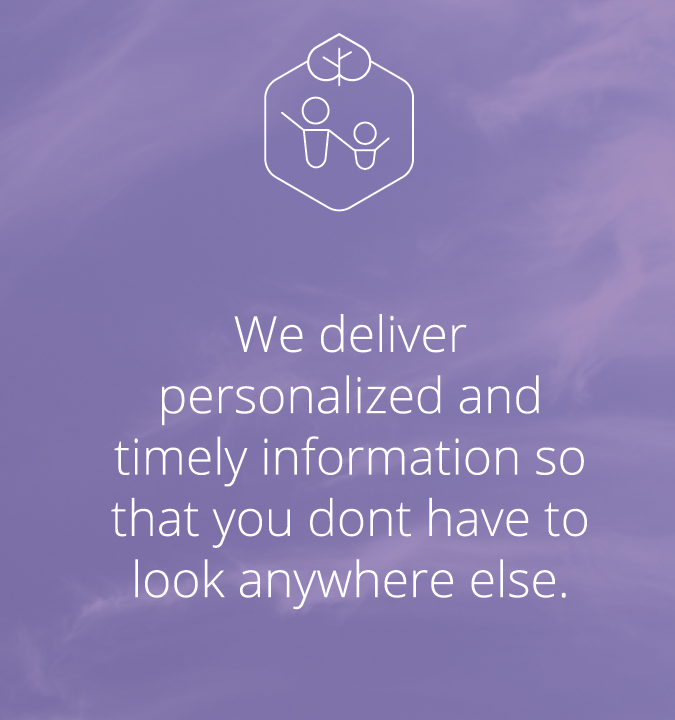 We deliver
personalized and
timely information so
that you dont have to
look anywhere else.